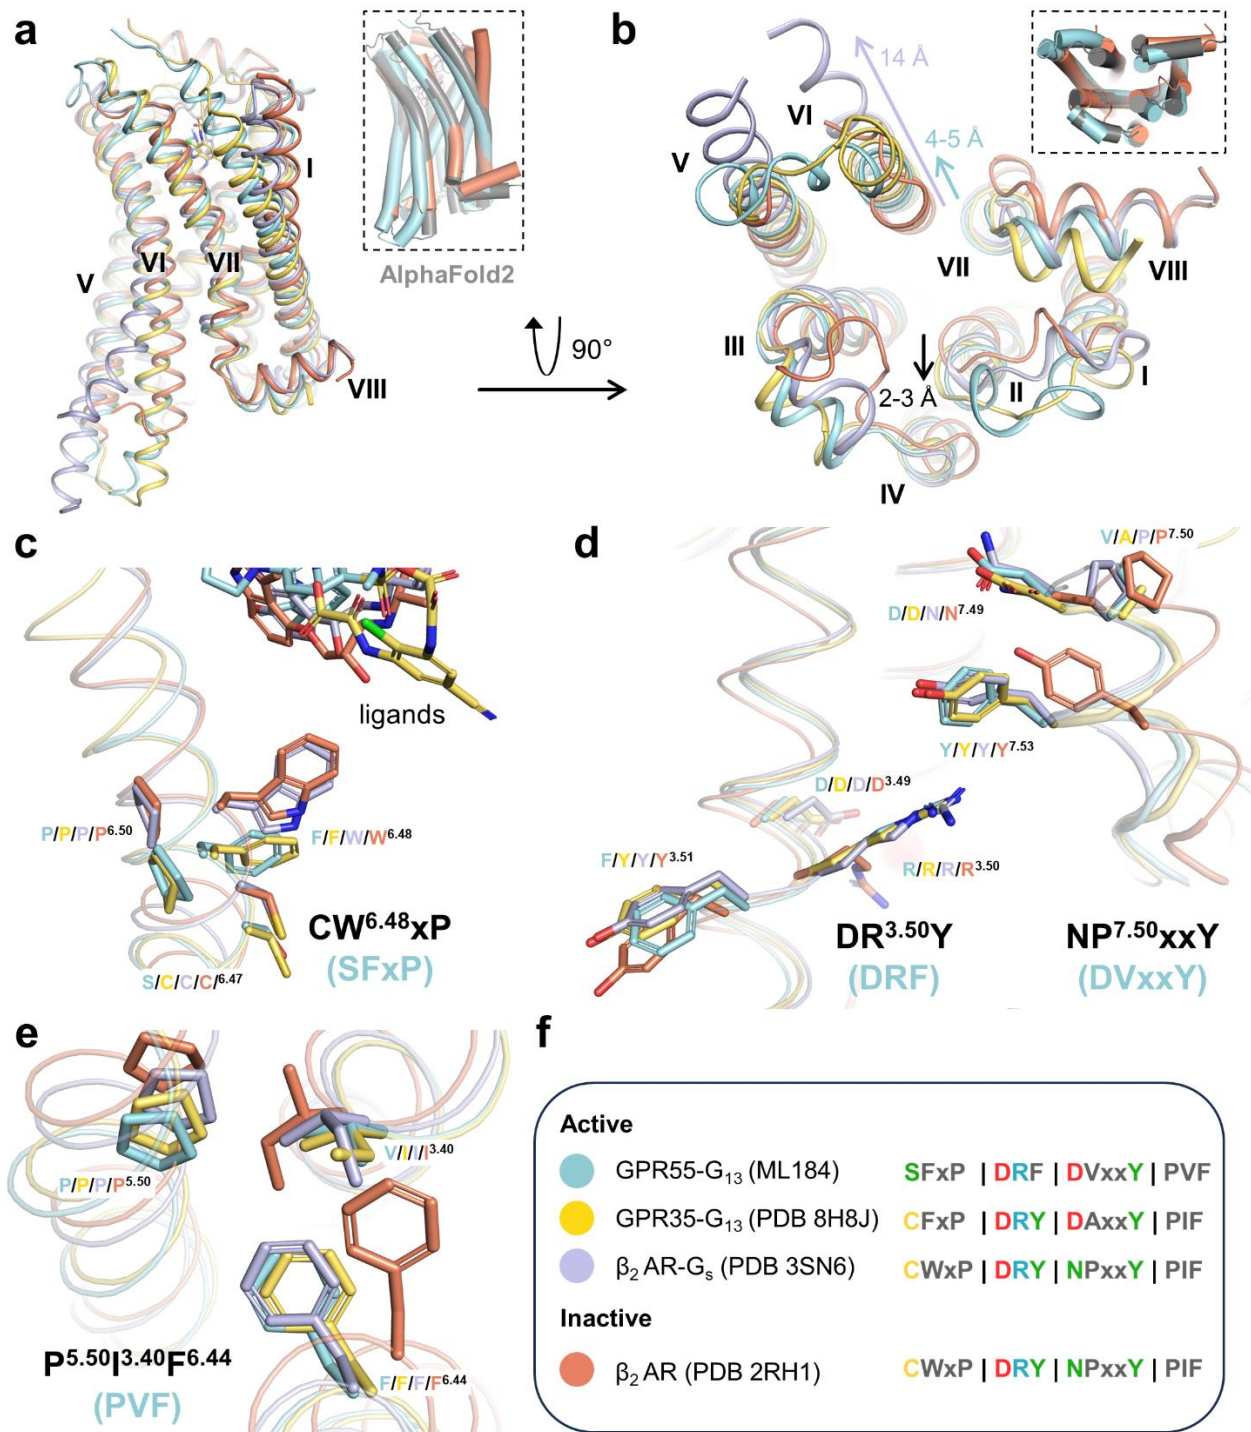 a
I
V
VI
VII
VIII
AlphaFold2
90°
b
14 Å
VI
V
4-5 Å
VII
VIII
III
2-3 Å
II
I
IV
c
ligands
P/P/P/P6.50
F/F/W/W6.48
CW6.48xP
(SFxP)
S/C/C/C/6.47
d
V/A/P/P7.50
D/D/N/N7.49
Y/Y/Y/Y7.53
D/D/D/D3.49
F/Y/Y/Y3.51
R/R/R/R3.50
DR3.50Y
(DRF)
NP7.50xxY
(DVxxY)
e
V/I/I/I3.40
P/P/P/P5.50
P5.50I3.40F6.44
(PVF)
F/F/F/F6.44
f
Active
GPR55-G13 (ML184) SFxP | DRF | DVxxY | PVF
GPR35-G13 (PDB 8H8J) CFxP | DRY | DAxxY | PIF
β2 AR-Gs (PDB 3SN6) CWxP | DRY | NPxxY | PIF
Inactive
β2 AR (PDB 2RH1) CWxP | DRY | NPxxY | PIF